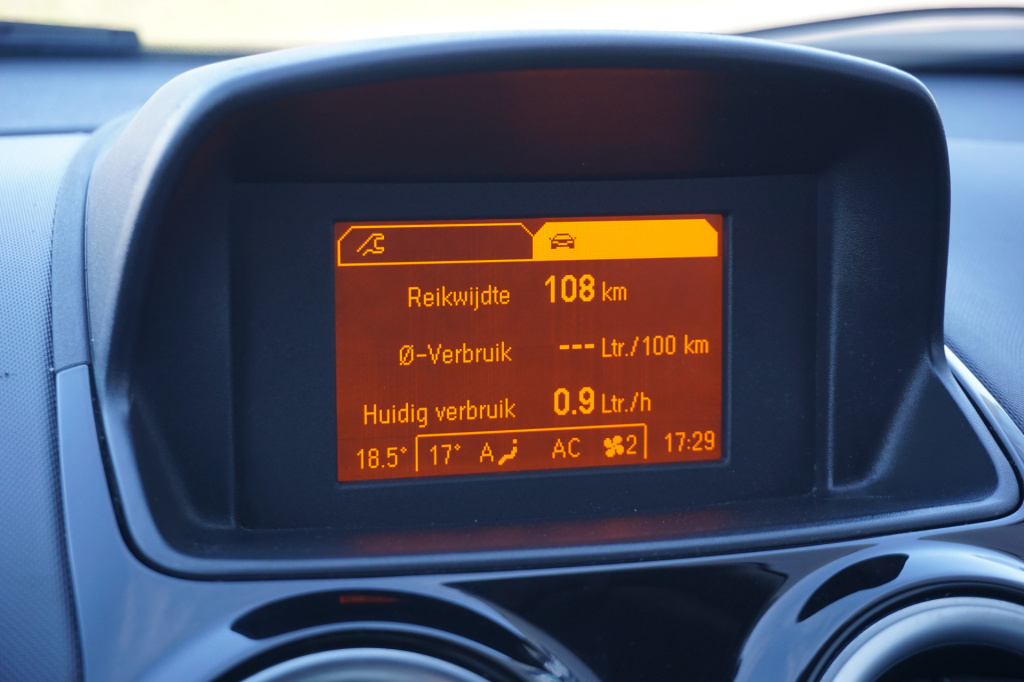 Reikwijdte 108 km
Ø-Verbruik --- Ltr./100 km
Huidig verbruik 0.9 Ltr./h
18.5° 17° A AC 2 17:29